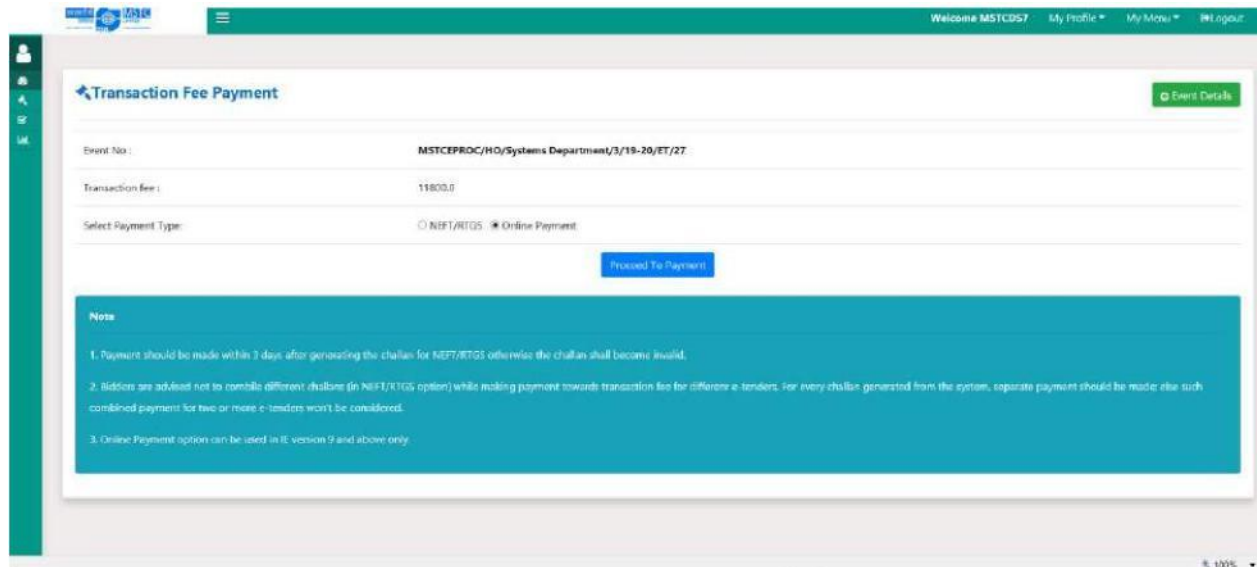 MSTC
Welcome MSTCDS7 My Profile My Menu Logout
Transaction Fee Payment
Event Details
Event No :
MSTCEPROC/HO/Systems Department/3/19-20/ET/27
Transaction fee :
11800.0
Select Payment Type:
NEFT/RTGS Online Payment
Proceed To Payment
Note
1. Payment should be made within 3 days after generating the challan for NEFT/RTGS otherwise the challan shall become invalid.
2. Bidders are advised not to combile different challans (in NEFT/RTGS option) while making payment towards transaction fee for different e-tenders. For every challan generated from the system, separate payment should be made; else such
combined payment for two or more e-tenders won't be considered.
3. Online Payment option can be used in IE version 9 and above only.
100%